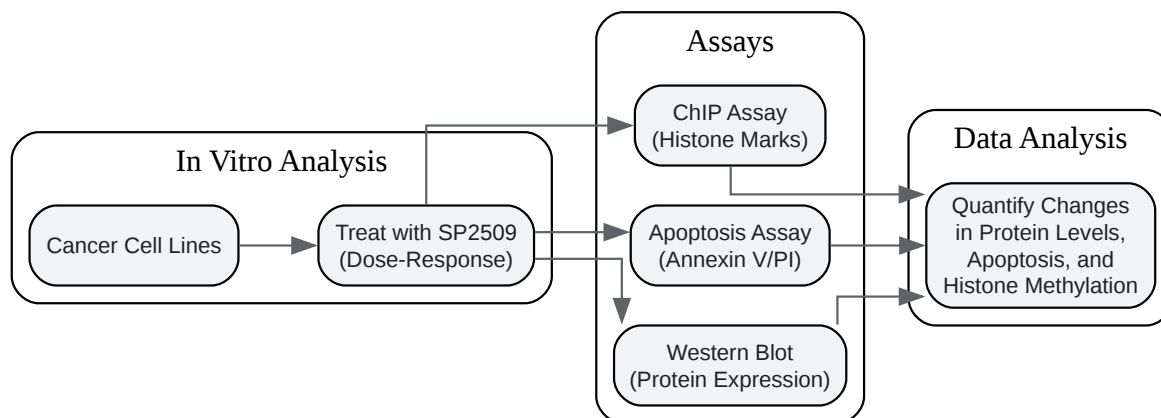 In Vitro Analysis
Cancer Cell Lines
Treat with SP2509
(Dose-Response)
Assays
ChIP Assay
(Histone Marks)
Apoptosis Assay
(Annexin V/PI)
Western Blot
(Protein Expression)
Data Analysis
Quantify Changes
in Protein Levels,
Apoptosis, and
Histone Methylation